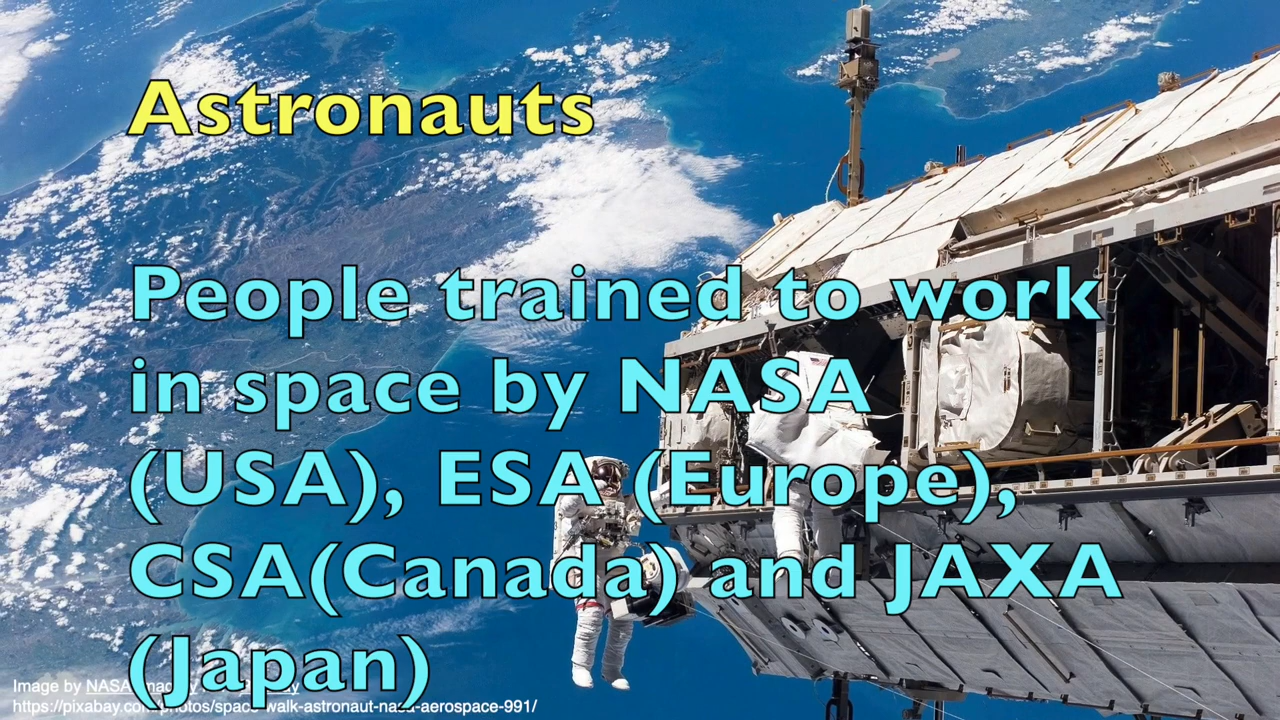 Astronauts
People trained to work
in space by NASA
(USA), ESA (Europe),
CSA(Canada) and JAXA
(Japan)
Image by NASA
https://pixabay.com/photos/space-walk-astronaut-nasa-aerospace-991/